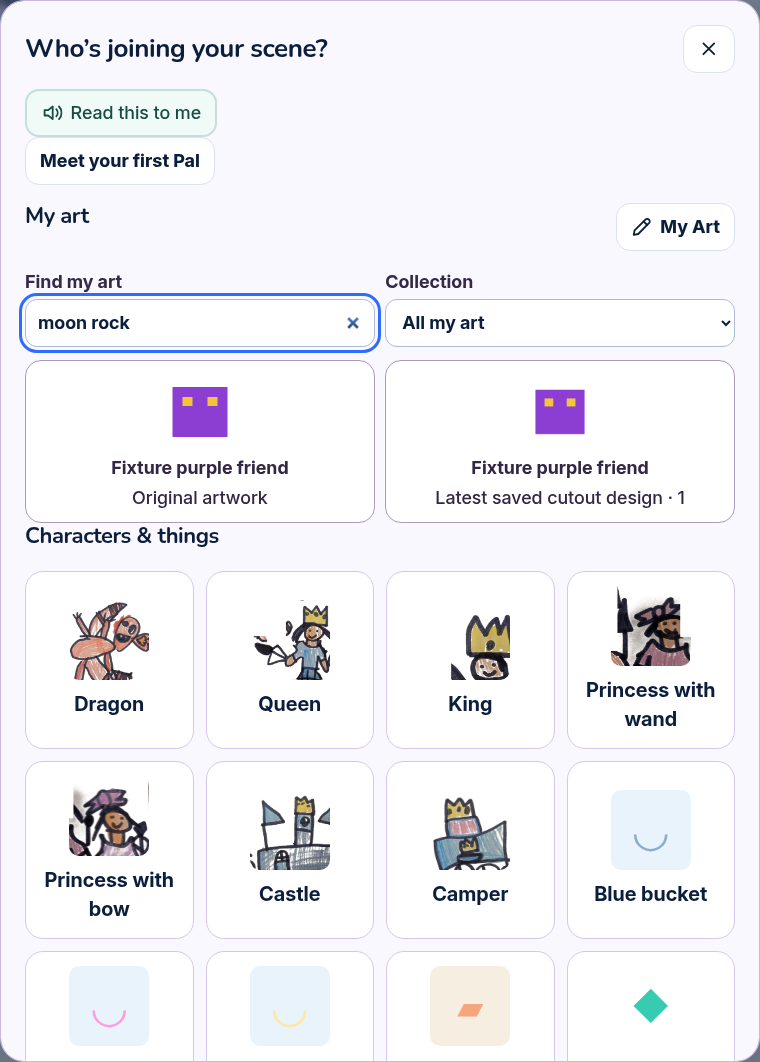 Who’s joining your scene?
Read this to me
Meet your first Pal
My art
My Art
Find my art
Collection
moon rock
All my art
Fixture purple friend
Original artwork
Fixture purple friend
Latest saved cutout design · 1
Characters & things
Dragon
Queen
King
Princess with
wand
Princess with
bow
Castle
Camper
Blue bucket